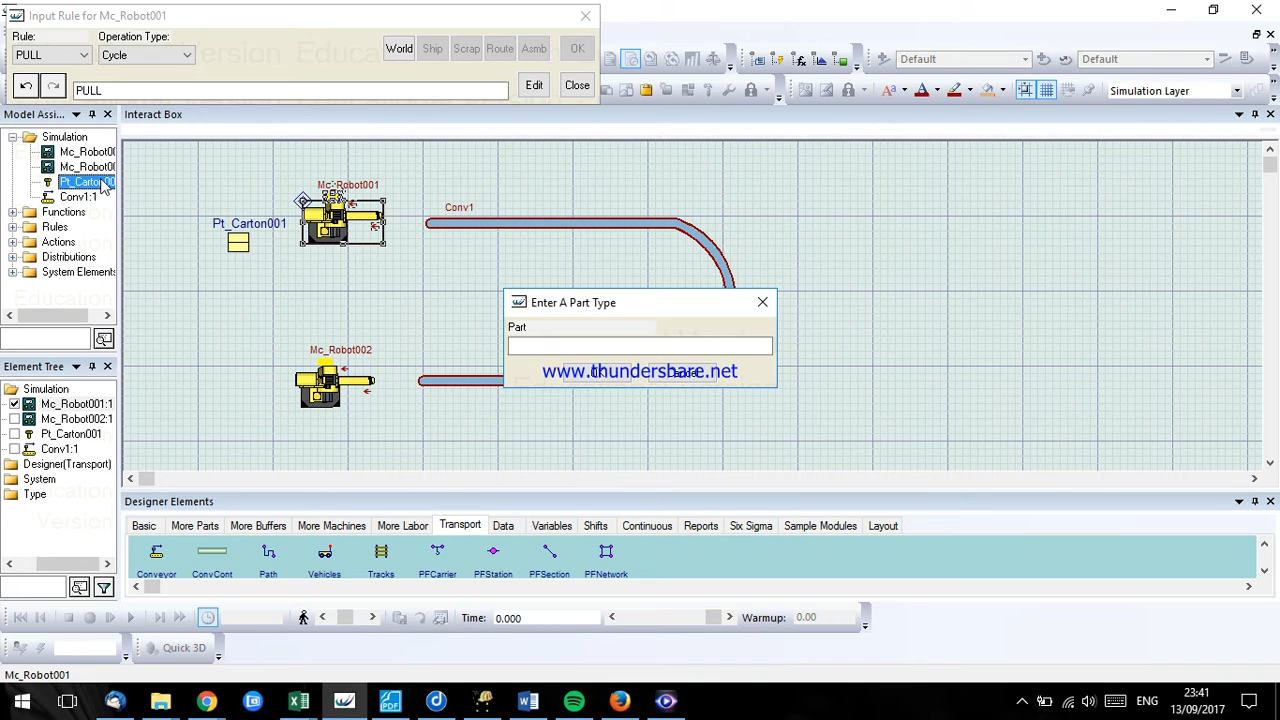 Input Rule for Mc_Robot001
Rule:
Operation Type:
PULL
Cycle
World
Ship
Scrap
Route
Asmb
OK
PULL
Edit
Close
Default
Default
Simulation Layer
Model Assi...
Interact Box
Simulation
Mc_Robot00
Mc_Robot00
Pt_Carton00
Conv1:1
Functions
Rules
Actions
Distributions
System Elements
Mc_Robot001
Pt_Carton001
Conv1
Mc_Robot002
Enter A Part Type
Part
www.thundershare.net
Element Tree
Simulation
Mc_Robot001:1
Mc_Robot002:1
Pt_Carton001
Conv1:1
Designer(Transport)
System
Type
Designer Elements
Basic
More Parts
More Buffers
More Machines
More Labor
Transport
Data
Variables
Shifts
Continuous
Reports
Six Sigma
Sample Modules
Layout
Conveyor
ConvCont
Path
Vehicles
Tracks
PFCarrier
PFStation
PFSection
PFNetwork
Time:
0.000
Warmup:
0.00
Quick 3D
Mc_Robot001
ENG
23:41
13/09/2017